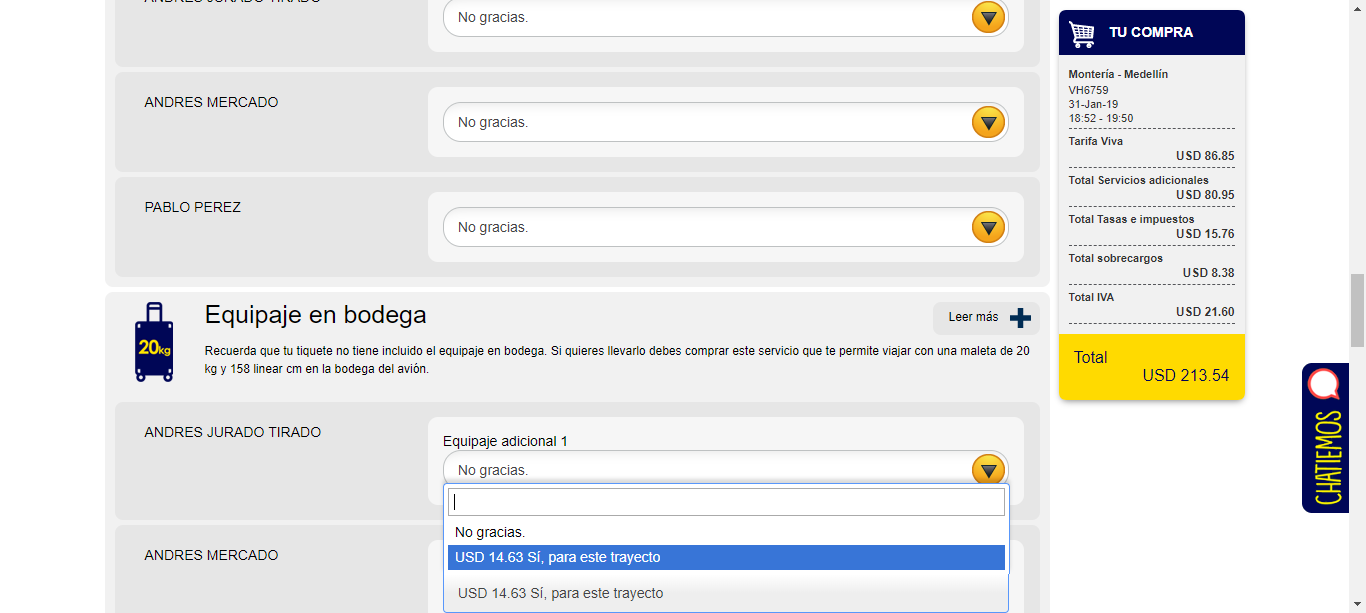 ANDRES JURADO TIRADO
No gracias.
ANDRES MERCADO
No gracias.
PABLO PEREZ
No gracias.
20kg
Equipaje en bodega
Leer más
Recuerda que tu tiquete no tiene incluido el equipaje en bodega. Si quieres llevarlo debes comprar este servicio que te permite viajar con una maleta de 20
kg y 158 linear cm en la bodega del avión.
ANDRES JURADO TIRADO
Equipaje adicional 1
No gracias.
No gracias.
USD 14.63 Sí, para este trayecto
ANDRES MERCADO
USD 14.63 Sí, para este trayecto
TU COMPRA
Montería - Medellín
VH6759
31-Jan-19
18:52 - 19:50
Tarifa Viva
USD 86.85
Total Servicios adicionales
USD 80.95
Total Tasas e impuestos
USD 15.76
Total sobrecargos
USD 8.38
Total IVA
USD 21.60
Total
USD 213.54
CHATIEMOS